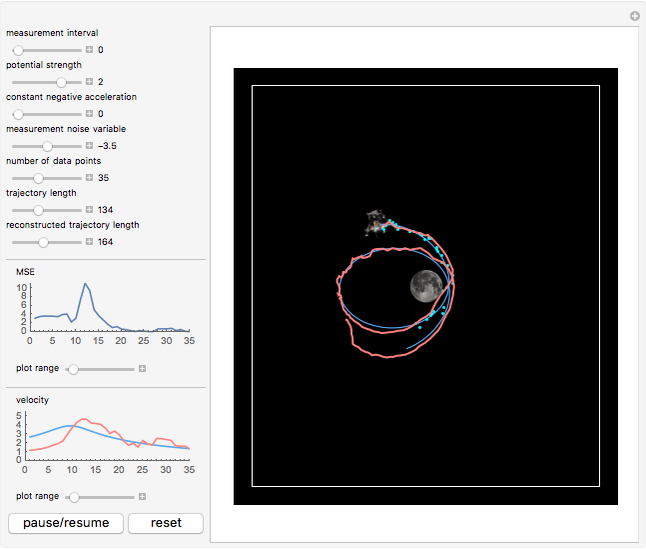 measurement interval
0
potential strength
2
constant negative acceleration
0
measurement noise variable
−3.5
number of data points
35
trajectory length
134
reconstructed trajectory length
164
MSE
10
8
6
4
2
0
0 5 10 15 20 25 30 35
plot range
velocity
5
4
3
2
1
0
0 5 10 15 20 25 30 35
plot range
pause/resume reset